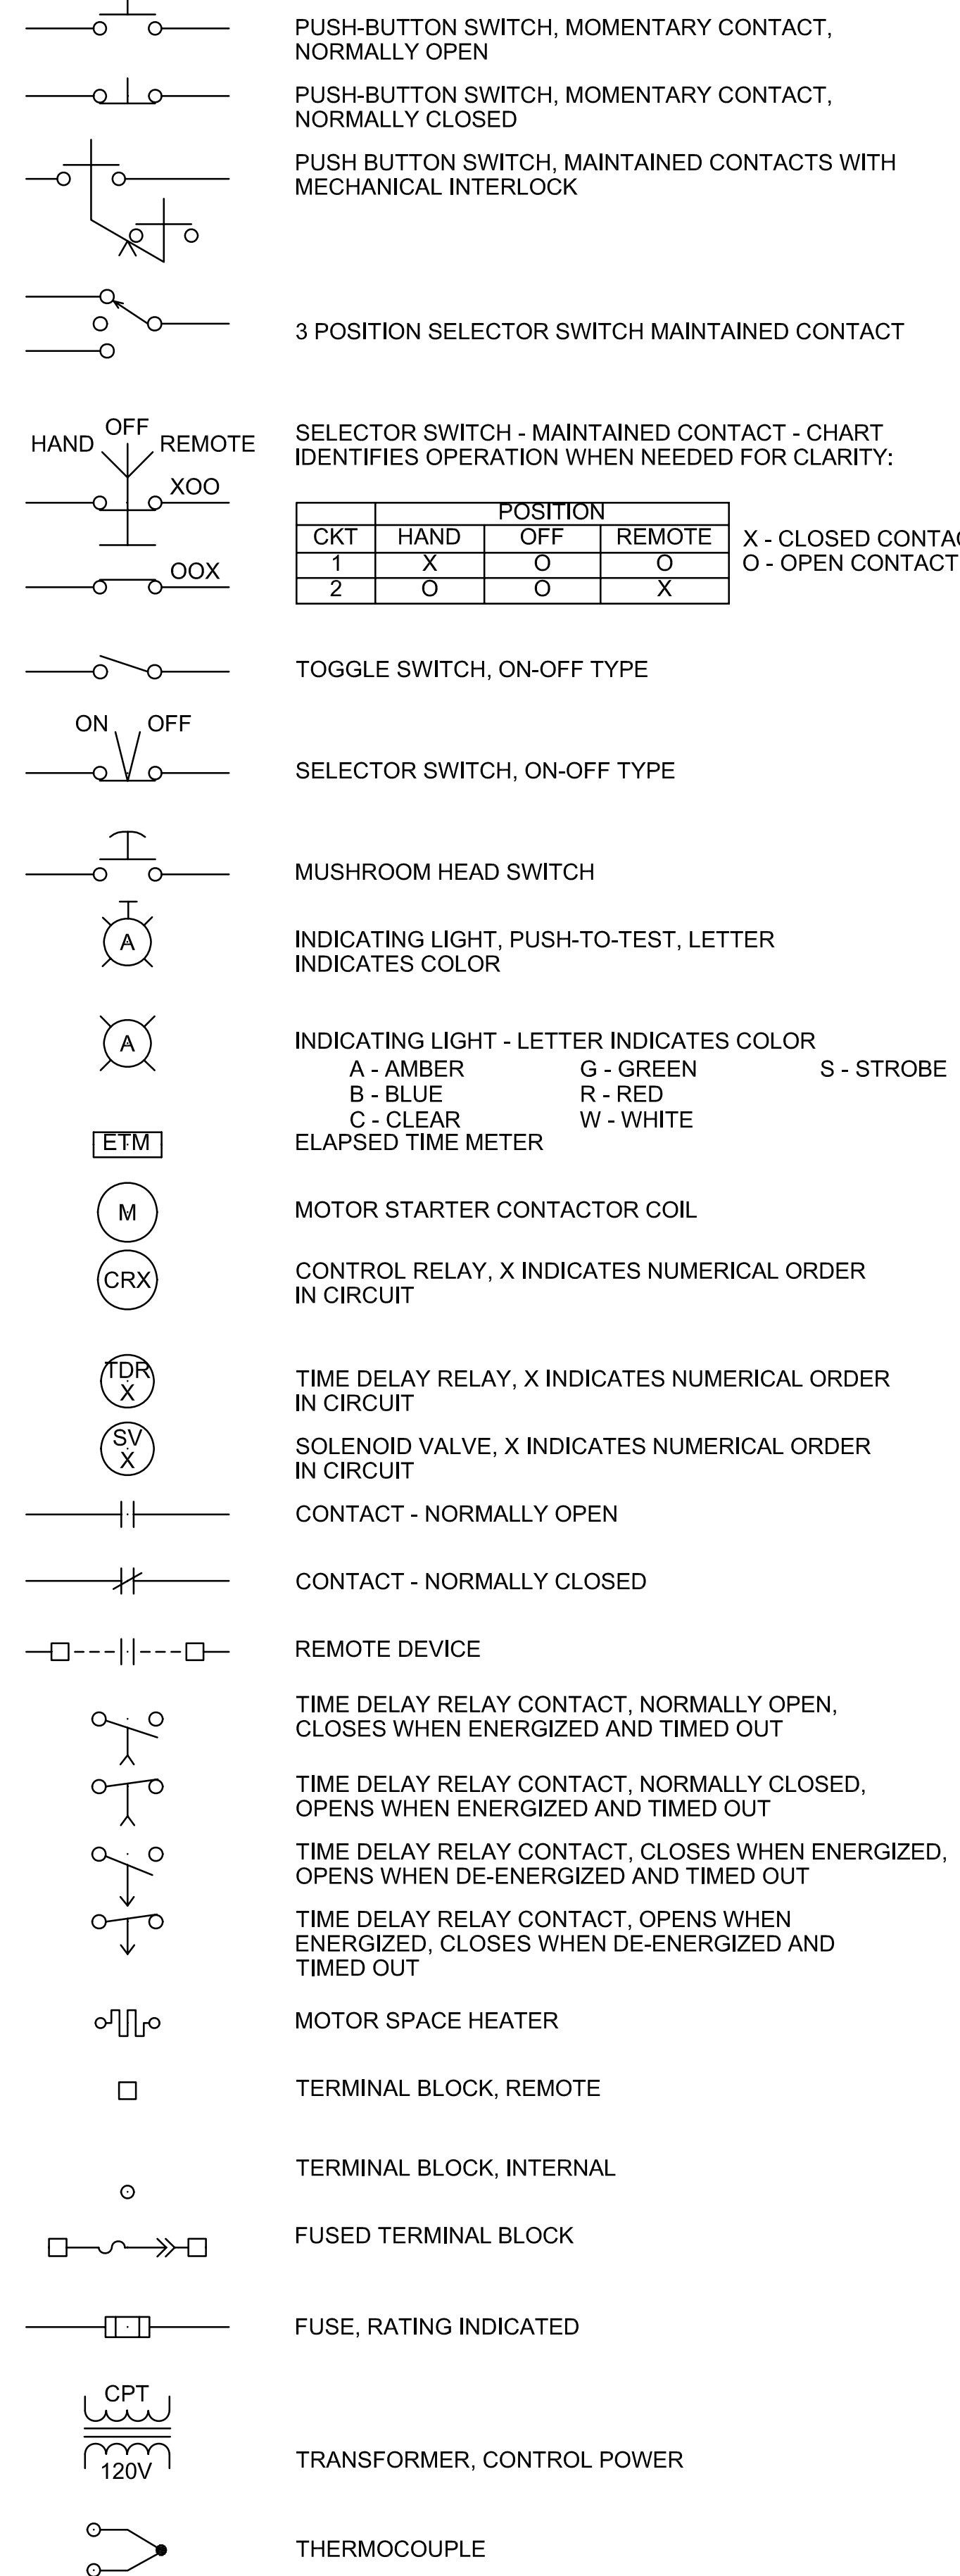 PUSH-BUTTON SWITCH, MOMENTARY CONTACT,
NORMALLY OPEN
PUSH-BUTTON SWITCH, MOMENTARY CONTACT,
NORMALLY CLOSED
PUSH BUTTON SWITCH, MAINTAINED CONTACTS WITH
MECHANICAL INTERLOCK
3 POSITION SELECTOR SWITCH MAINTAINED CONTACT
HAND OFF REMOTE
XOO
OOX
SELECTOR SWITCH - MAINTAINED CONTACT - CHART
IDENTIFIES OPERATION WHEN NEEDED FOR CLARITY:
POSITION
CKT HAND OFF REMOTE
1 X O O
2 O O X
X - CLOSED CONTAC
O - OPEN CONTACT
TOGGLE SWITCH, ON-OFF TYPE
ON OFF
SELECTOR SWITCH, ON-OFF TYPE
MUSHROOM HEAD SWITCH
A
INDICATING LIGHT, PUSH-TO-TEST, LETTER
INDICATES COLOR
A
INDICATING LIGHT - LETTER INDICATES COLOR
A - AMBER G - GREEN S - STROBE
B - BLUE R - RED
C - CLEAR W - WHITE
ETM
ELAPSED TIME METER
M
MOTOR STARTER CONTACTOR COIL
CRX
CONTROL RELAY, X INDICATES NUMERICAL ORDER
IN CIRCUIT
TDR
X
TIME DELAY RELAY, X INDICATES NUMERICAL ORDER
IN CIRCUIT
SV
X
SOLENOID VALVE, X INDICATES NUMERICAL ORDER
IN CIRCUIT
CONTACT - NORMALLY OPEN
CONTACT - NORMALLY CLOSED
REMOTE DEVICE
TIME DELAY RELAY CONTACT, NORMALLY OPEN,
CLOSES WHEN ENERGIZED AND TIMED OUT
TIME DELAY RELAY CONTACT, NORMALLY CLOSED,
OPENS WHEN ENERGIZED AND TIMED OUT
TIME DELAY RELAY CONTACT, CLOSES WHEN ENERGIZED,
OPENS WHEN DE-ENERGIZED AND TIMED OUT
TIME DELAY RELAY CONTACT, OPENS WHEN
ENERGIZED, CLOSES WHEN DE-ENERGIZED AND
TIMED OUT
MOTOR SPACE HEATER
TERMINAL BLOCK, REMOTE
TERMINAL BLOCK, INTERNAL
FUSED TERMINAL BLOCK
FUSE, RATING INDICATED
CPT
120V
TRANSFORMER, CONTROL POWER
THERMOCOUPLE